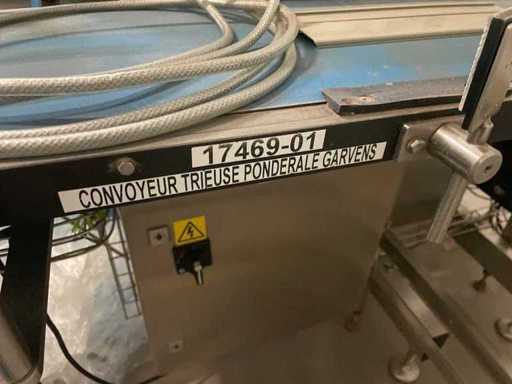 17469-01
CONVOYEUR TRIEUSE PONDERALE GARVENS